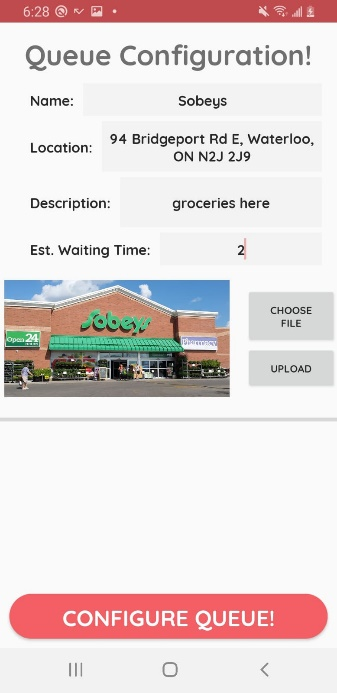 6:28
Queue Configuration!
Name: Sobeys
Location: 94 Bridgeport Rd E, Waterloo,
ON N2J 2J9
Description: groceries here
Est. Waiting Time: 2
Sobeys
Open 24
Pharmacy
CHOOSE
FILE
UPLOAD
CONFIGURE QUEUE!